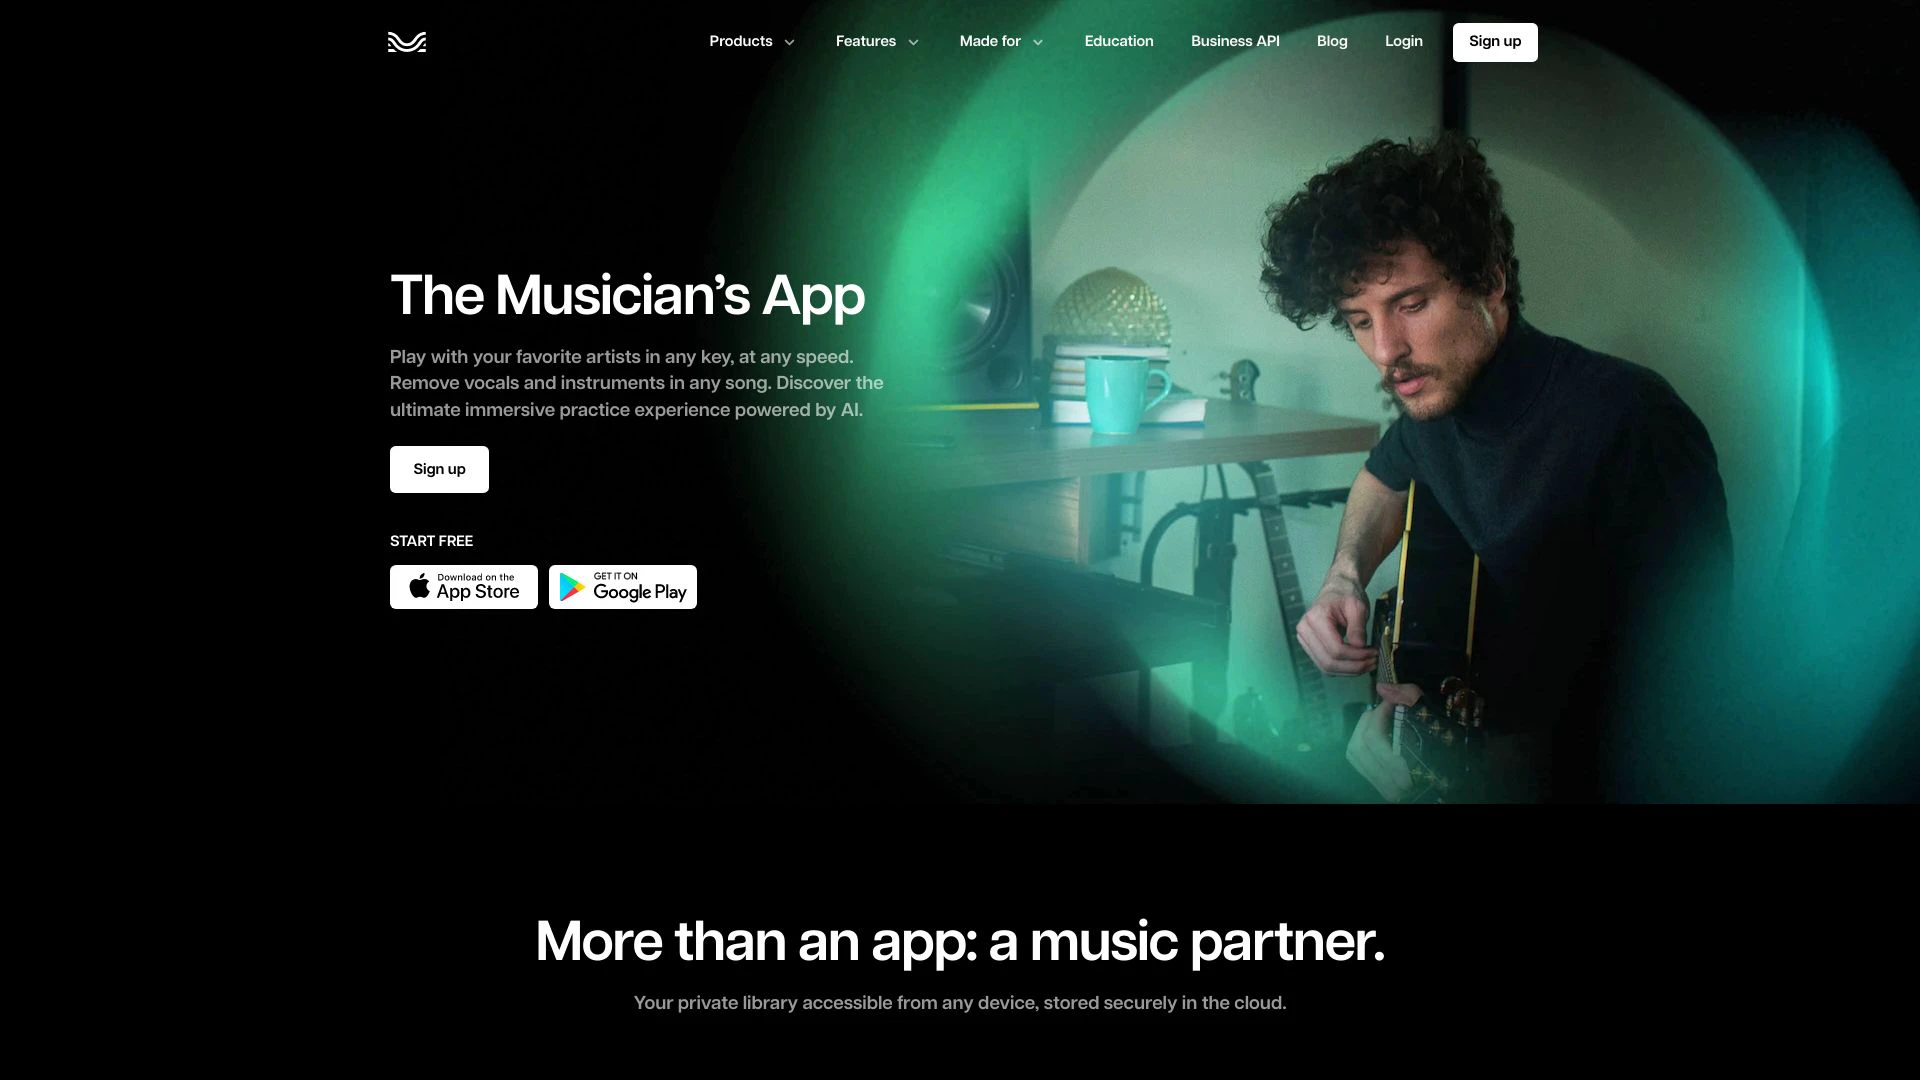 Products
Features
Made for
Education
Business API
Blog
Login
Sign up
The Musician’s App
Play with your favorite artists in any key, at any speed.
Remove vocals and instruments in any song. Discover the
ultimate immersive practice experience powered by AI.
Sign up
START FREE
Download on the
App Store
GET IT ON
Google Play
More than an app: a music partner.
Your private library accessible from any device, stored securely in the cloud.